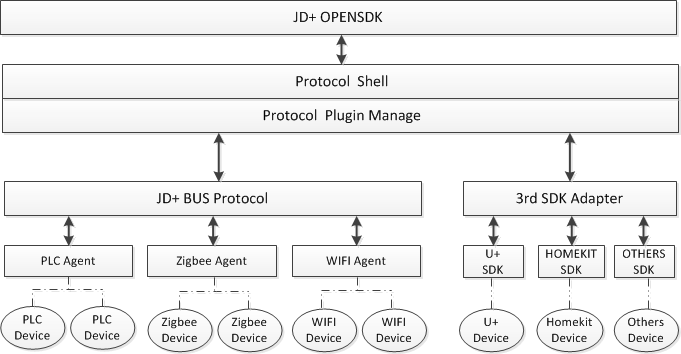 JD+ OPENSDK
Protocol Shell
Protocol Plugin Manage
JD+ BUS Protocol
3rd SDK Adapter
PLC Agent
Zigbee Agent
WIFI Agent
U+
SDK
HOMEKIT
SDK
OTHERS
SDK
PLC
Device
PLC
Device
Zigbee
Device
Zigbee
Device
WIFI
Device
WIFI
Device
U+
Device
Homekit
Device
Others
Device